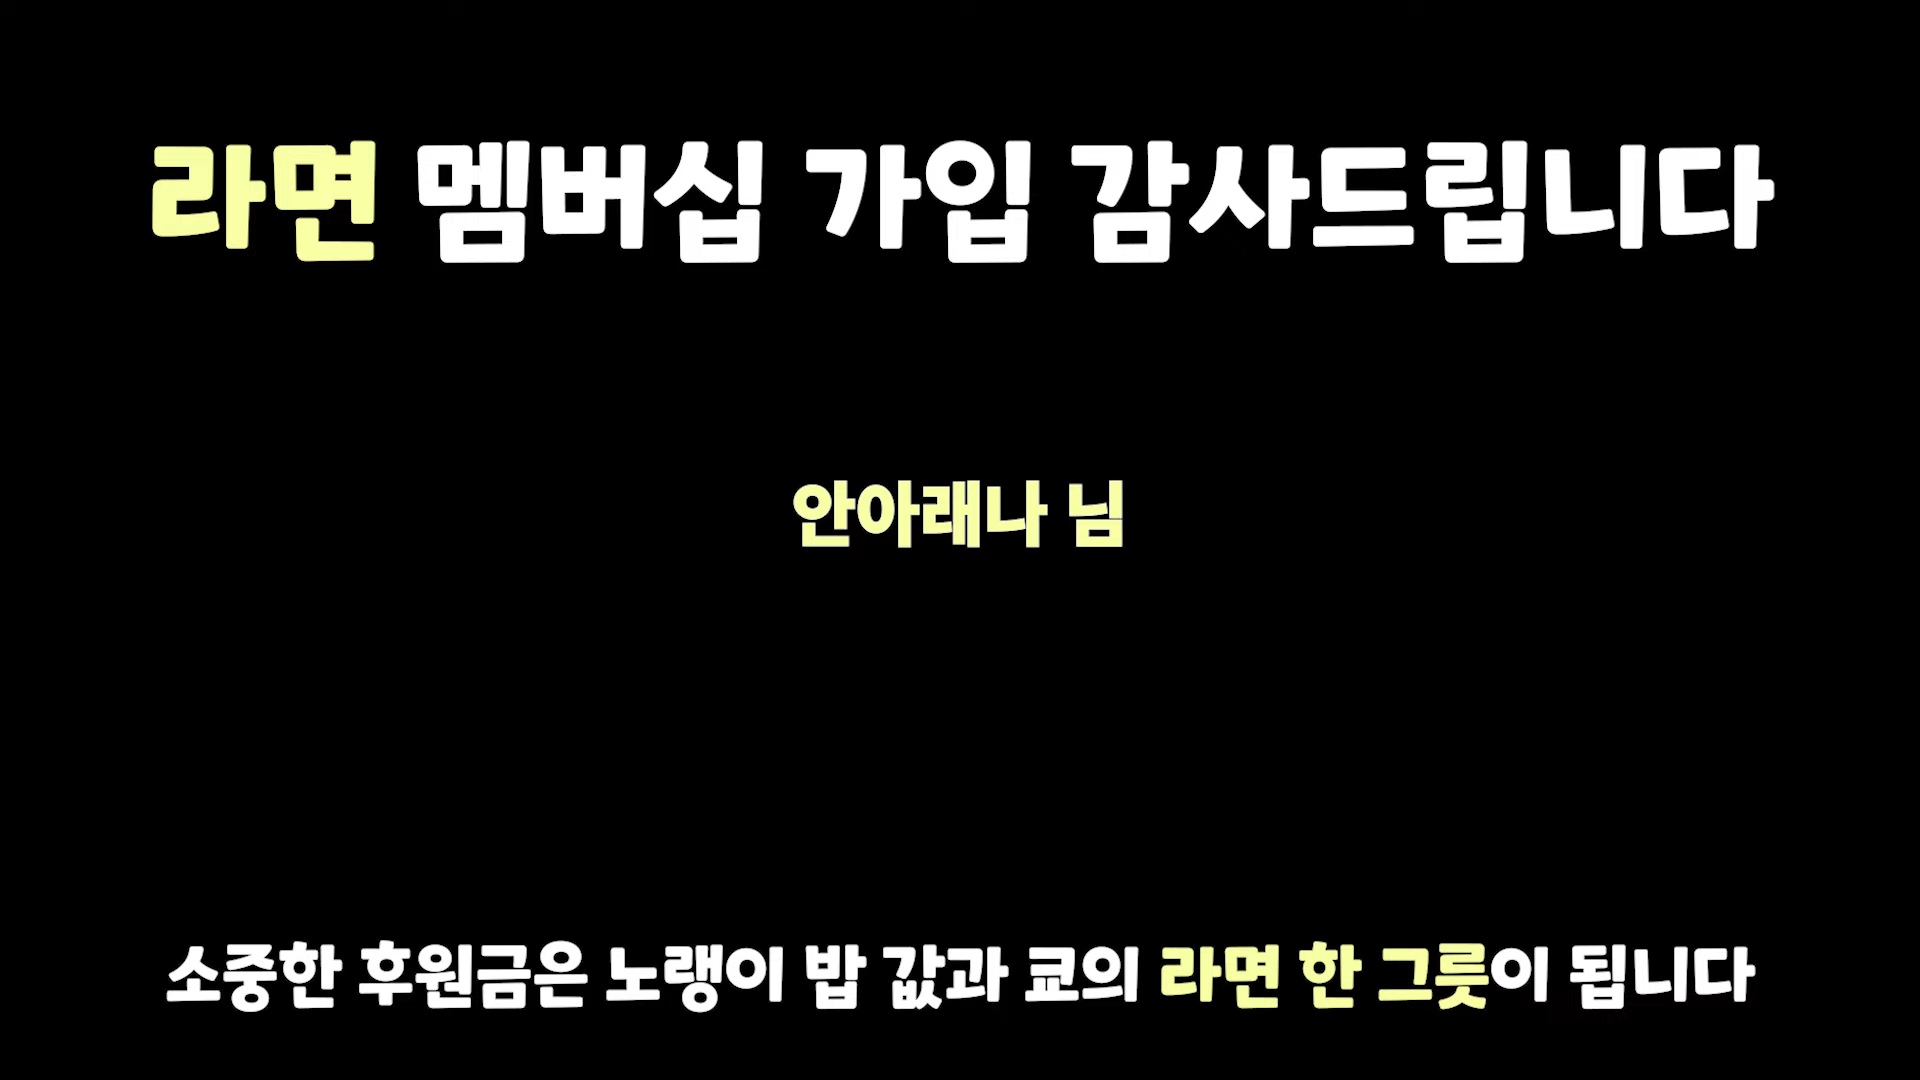 라면 멤버십 가입 감사드립니다
안아래나 님
소중한 후원금은 노랭이 밥 값과 쿄의 라면 한 그릇이 됩니다